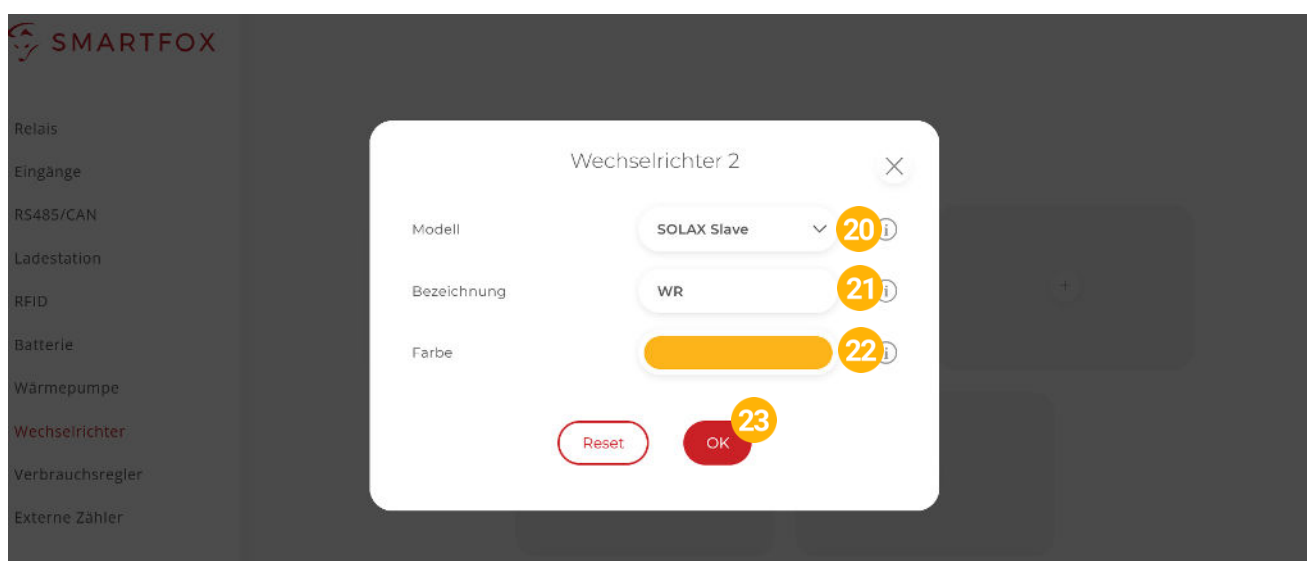 SMARTFOX
Relais
Eingänge
RS485/CAN
Ladestation
RFID
Batterie
Wärmepumpe
Wechselrichter
Verbrauchsregler
Externe Zähler
Wechselrichter 2
Modell SOLAX Slave 20 i
Bezeichnung WR 21 i
Farbe 22 i
Reset OK 23